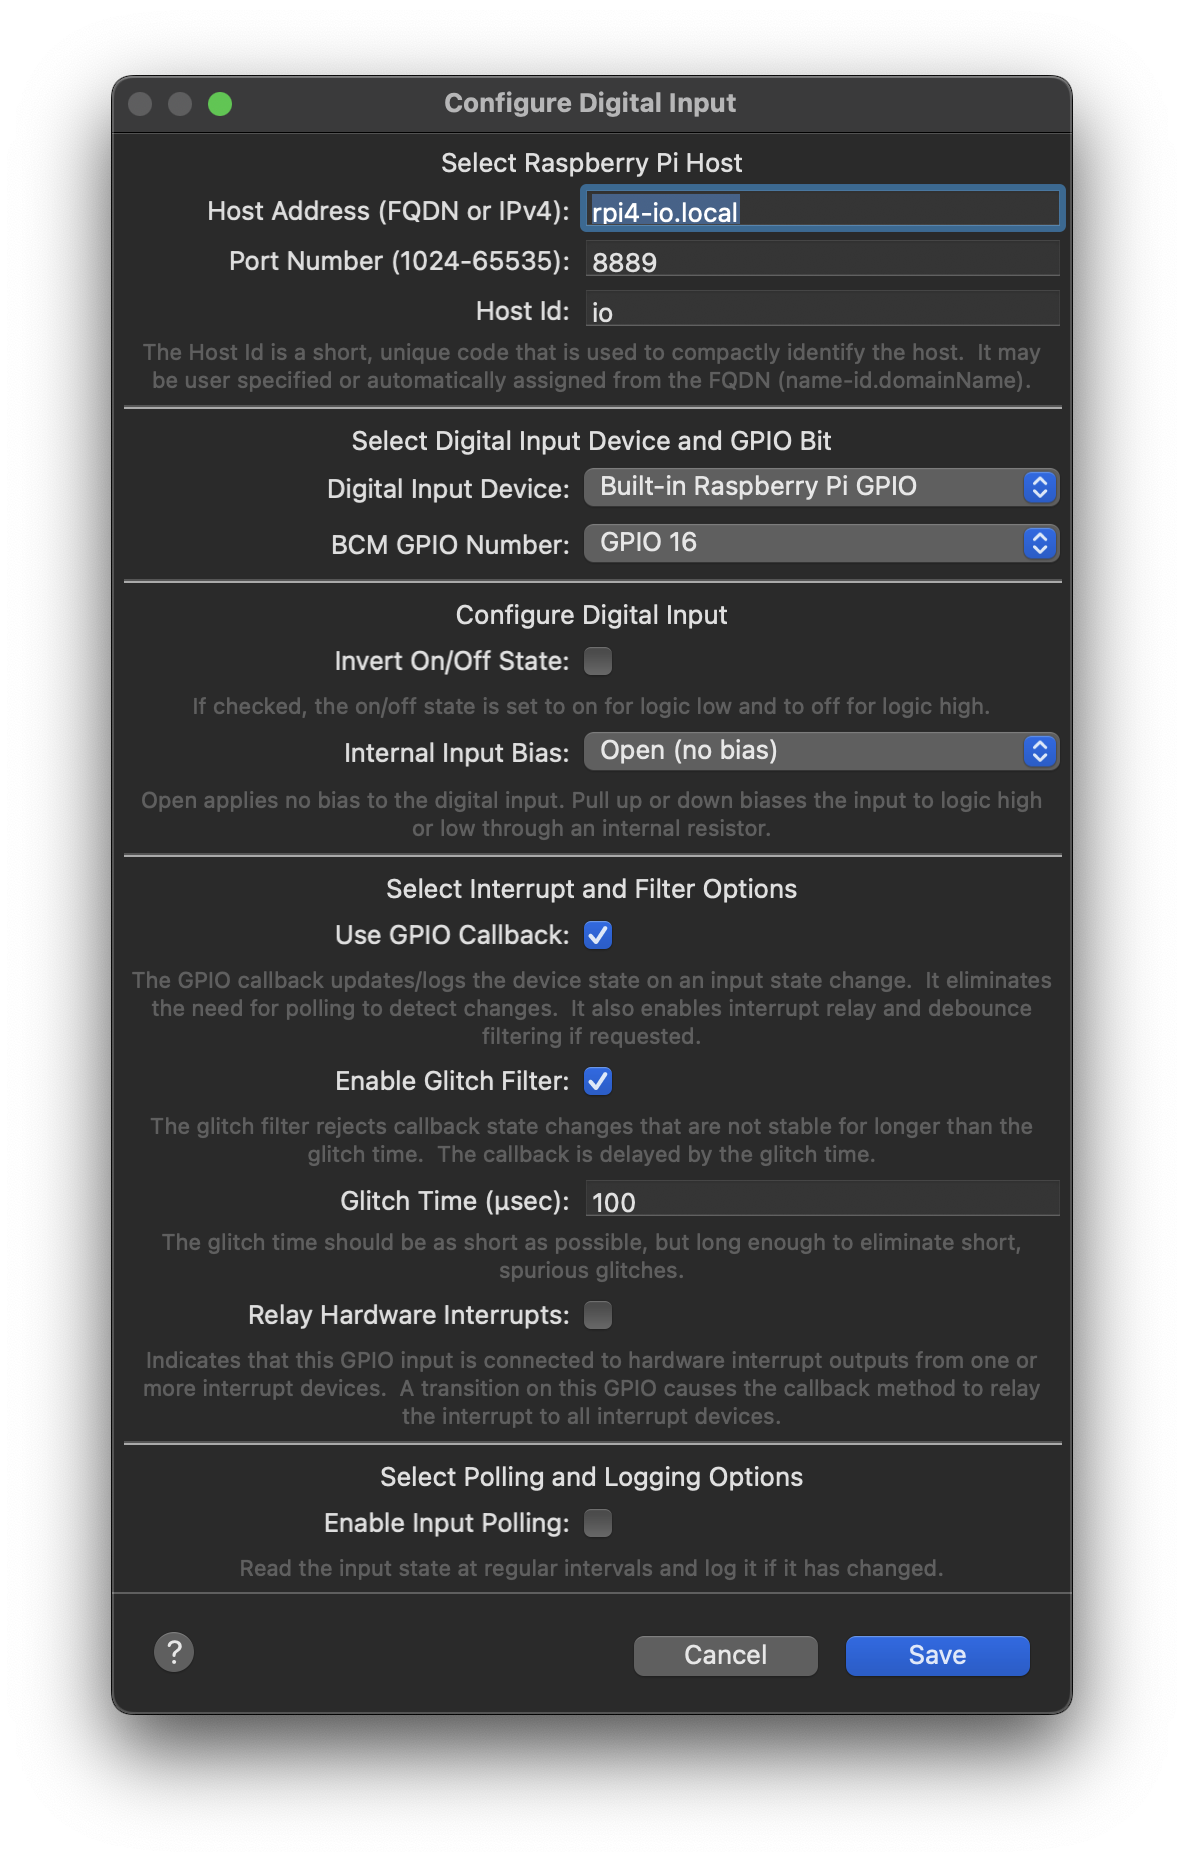 Configure Digital Input
Select Raspberry Pi Host
Host Address (FQDN or IPv4): rpi4-io.local
Port Number (1024-65535): 8889
Host Id: io
The Host Id is a short, unique code that is used to compactly identify the host.  It may
be user specified or automatically assigned from the FQDN (name-id.domainName).
Select Digital Input Device and GPIO Bit
Digital Input Device: Built-in Raspberry Pi GPIO
BCM GPIO Number: GPIO 16
Configure Digital Input
Invert On/Off State:
If checked, the on/off state is set to on for logic low and to off for logic high.
Internal Input Bias: Open (no bias)
Open applies no bias to the digital input. Pull up or down biases the input to logic high
or low through an internal resistor.
Select Interrupt and Filter Options
Use GPIO Callback:
The GPIO callback updates/logs the device state on an input state change.  It eliminates
the need for polling to detect changes.  It also enables interrupt relay and debounce
filtering if requested.
Enable Glitch Filter:
The glitch filter rejects callback state changes that are not stable for longer than the
glitch time.  The callback is delayed by the glitch time.
Glitch Time (μsec): 100
The glitch time should be as short as possible, but long enough to eliminate short,
spurious glitches.
Relay Hardware Interrupts:
Indicates that this GPIO input is connected to hardware interrupt outputs from one or
more interrupt devices.  A transition on this GPIO causes the callback method to relay
the interrupt to all interrupt devices.
Select Polling and Logging Options
Enable Input Polling:
Read the input state at regular intervals and log it if it has changed.
? Cancel Save